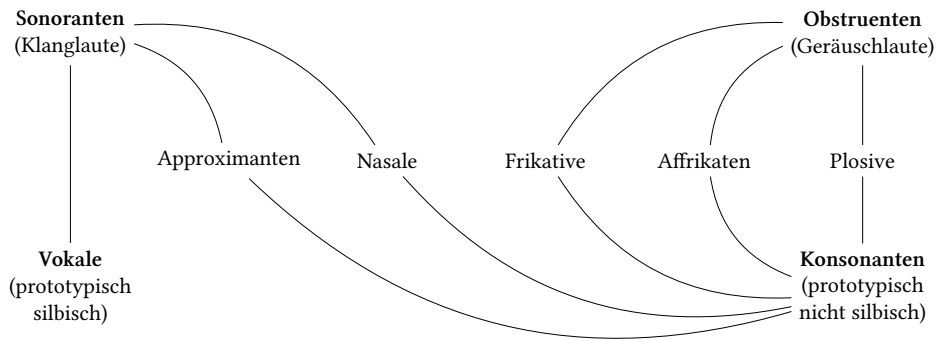 Sonoranten
(Klanglaute)
Obstruenten
(Geräuschlaute)
Approximanten
Nasale
Frikative
Affrikaten
Plosive
Vokale
(prototypisch
silbisch)
Konsonanten
(prototypisch
nicht silbisch)